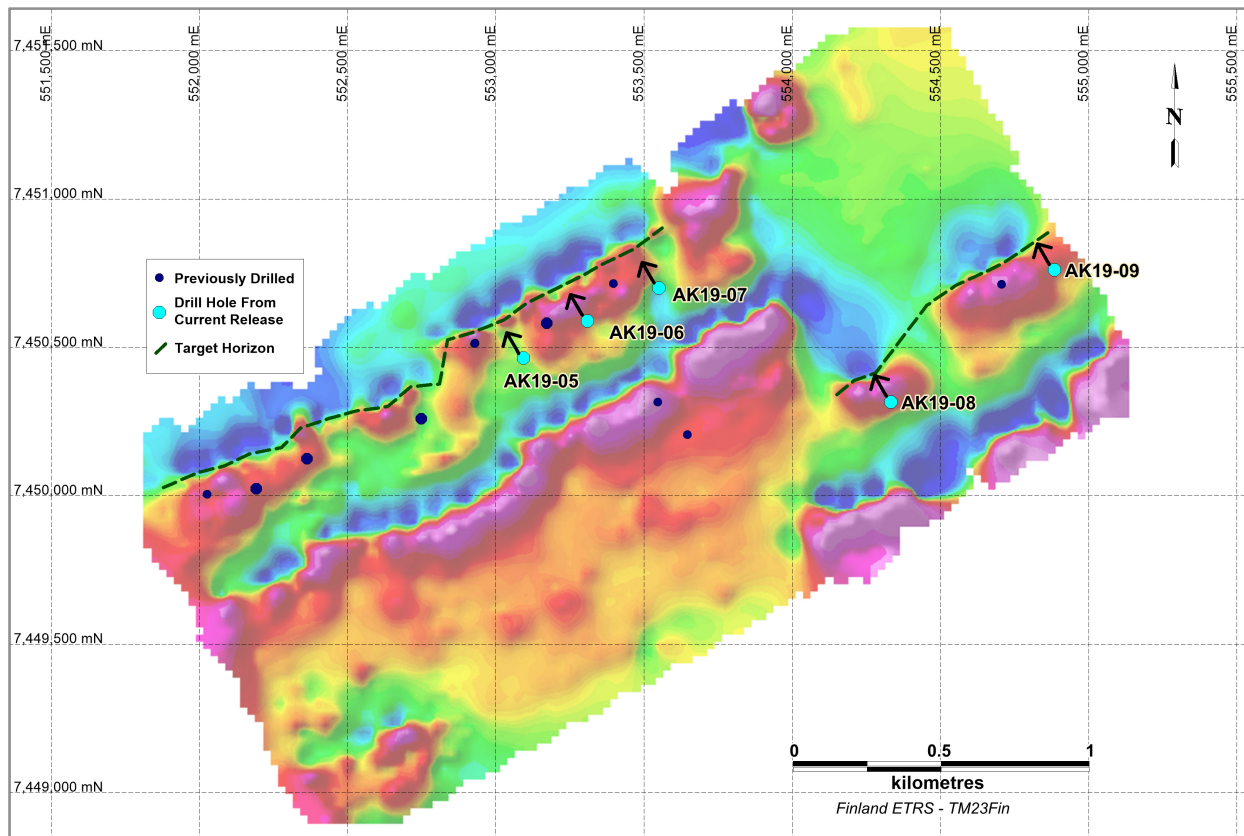 551,500 mE
552,000 mE
552,500 mE
553,000 mE
553,500 mE
554,000 mE
554,500 mE
555,000 mE
555,500 mE
7,451,500 mN
N
7,451,000 mN
Previously Drilled
Drill Hole From
Current Release
Target Horizon
AK19-09
AK19-07
AK19-06
7,450,500 mN
AK19-05
AK19-08
7,450,000 mN
7,449,500 mN
0 0.5 1
kilometres
7,449,000 mN
Finland ETRS - TM23Fin